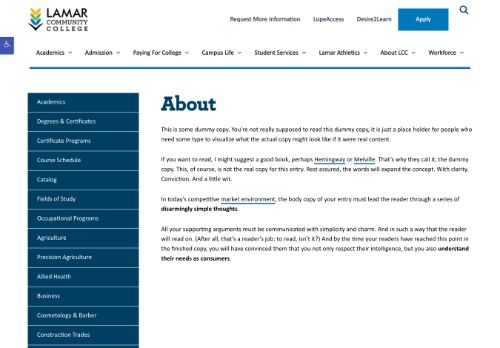 LAMAR
COMMUNITY
COLLEGE
Request More Information LopeAccess Desire2Learn Apply
Academics Admission Paying For College Campus Life Student Services Lamar Athletics About LCC Workforce
Academics
Degrees & Certificates
Certificate Programs
Course Schedule
Catalog
Fields of Study
Occupational Programs
Agriculture
Precision Agriculture
Allied Health
Business
Cosmetology & Barber
Construction Trades
About
This is some dummy copy. You're not really supposed to read this dummy copy, it is just a place holder for people who
need some type to visualize what the actual copy might look like if it were real content.
If you want to read, I might suggest a good book, perhaps Hemingway or Melville. That's why they call it, the dummy
copy. This, of course, is not the real copy for this entry. Rest assured, the words will expand the concept. With clarity.
Conviction. And a little wit.
In today's competitive market environment, the body copy of your entry must lead the reader through a series of
disarmingly simple thoughts.
All your supporting arguments must be communicated with simplicity and charm. And in such a way that the reader
will read on. (After all, that's a reader's job: to read, isn't it?) And by the time your readers have reached this point in
the finished copy, you will have convinced them that you not only respect their intelligence, but you also understand
their needs as consumers.